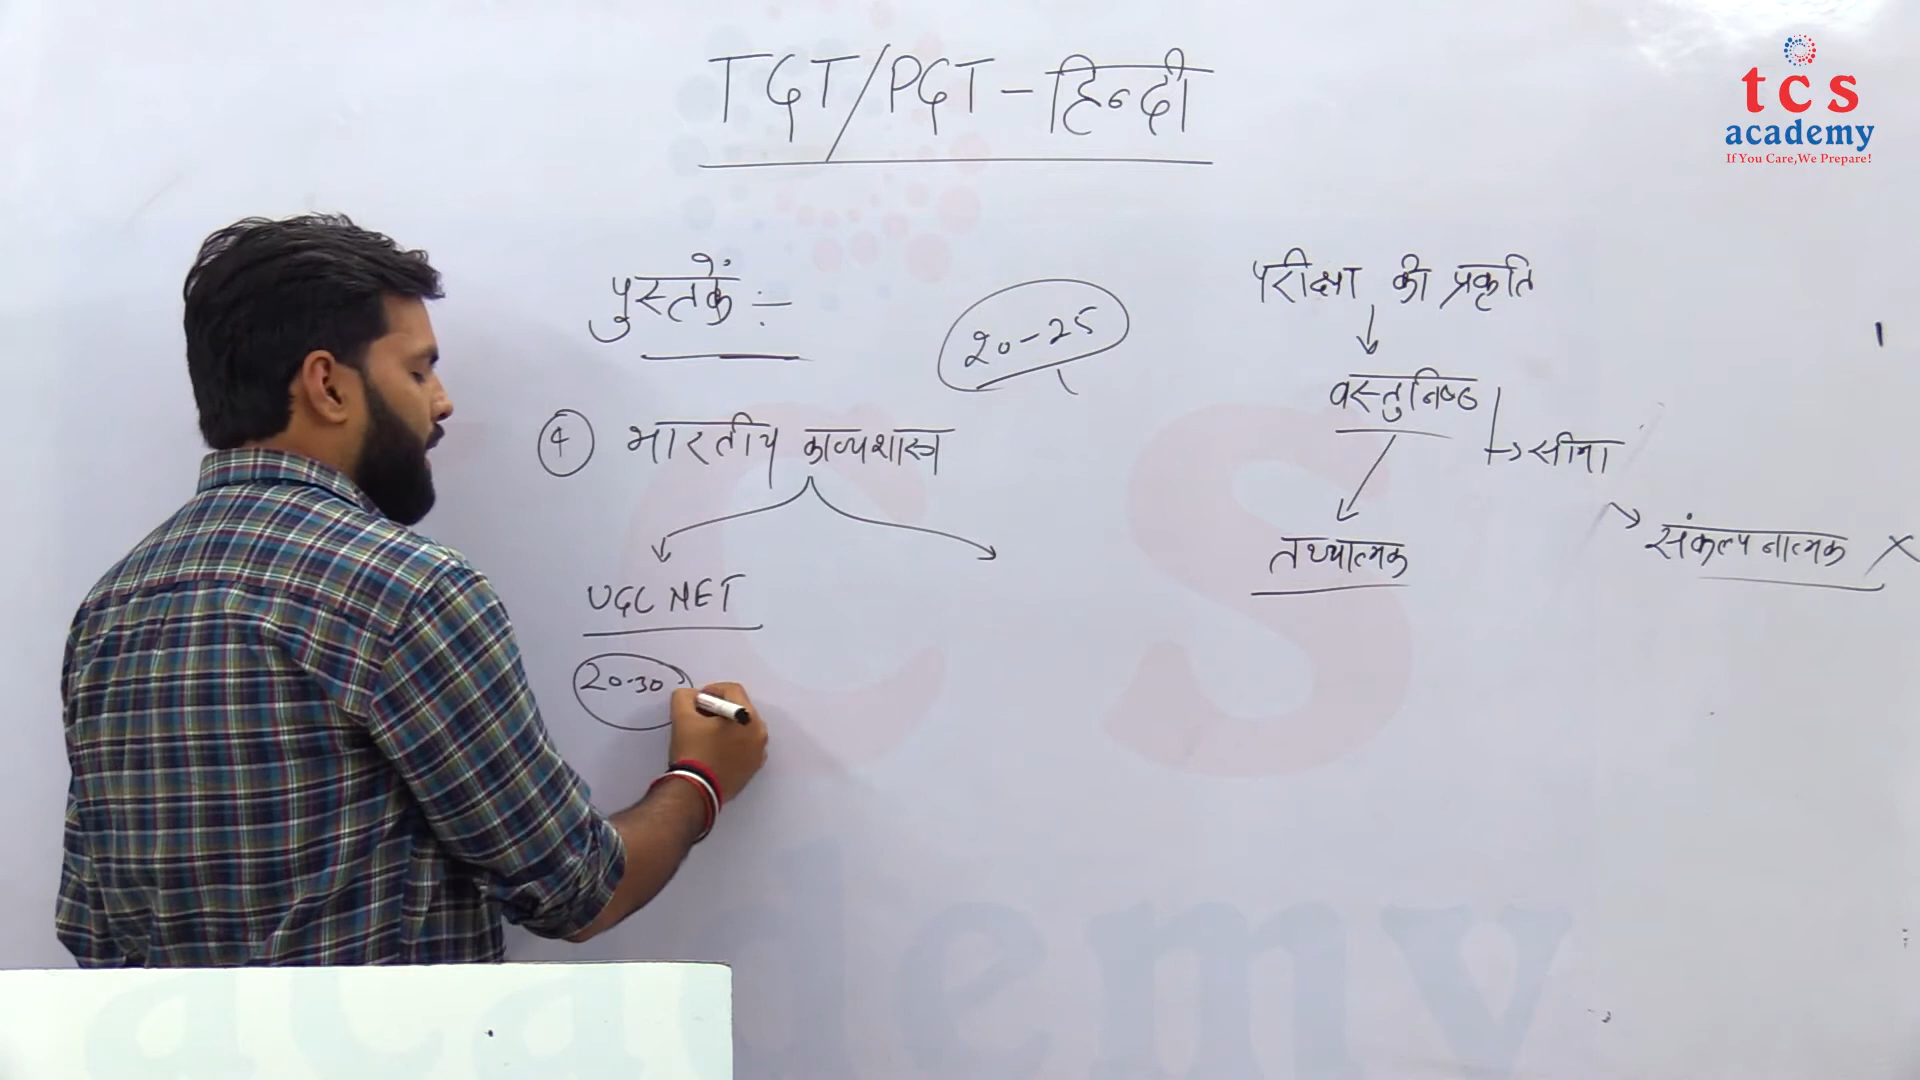 TGT/PGT - हिन्दी
tcs
academy
If You Care, We Prepare!
पुस्तकें :-
20-25
④ भारतीय काव्यशास्त्र
UGC NET
20-30
परीक्षा की प्रकृति
वस्तुनिष्ठ
सीमा
तथ्यात्मक
संकल्पनात्मक ×